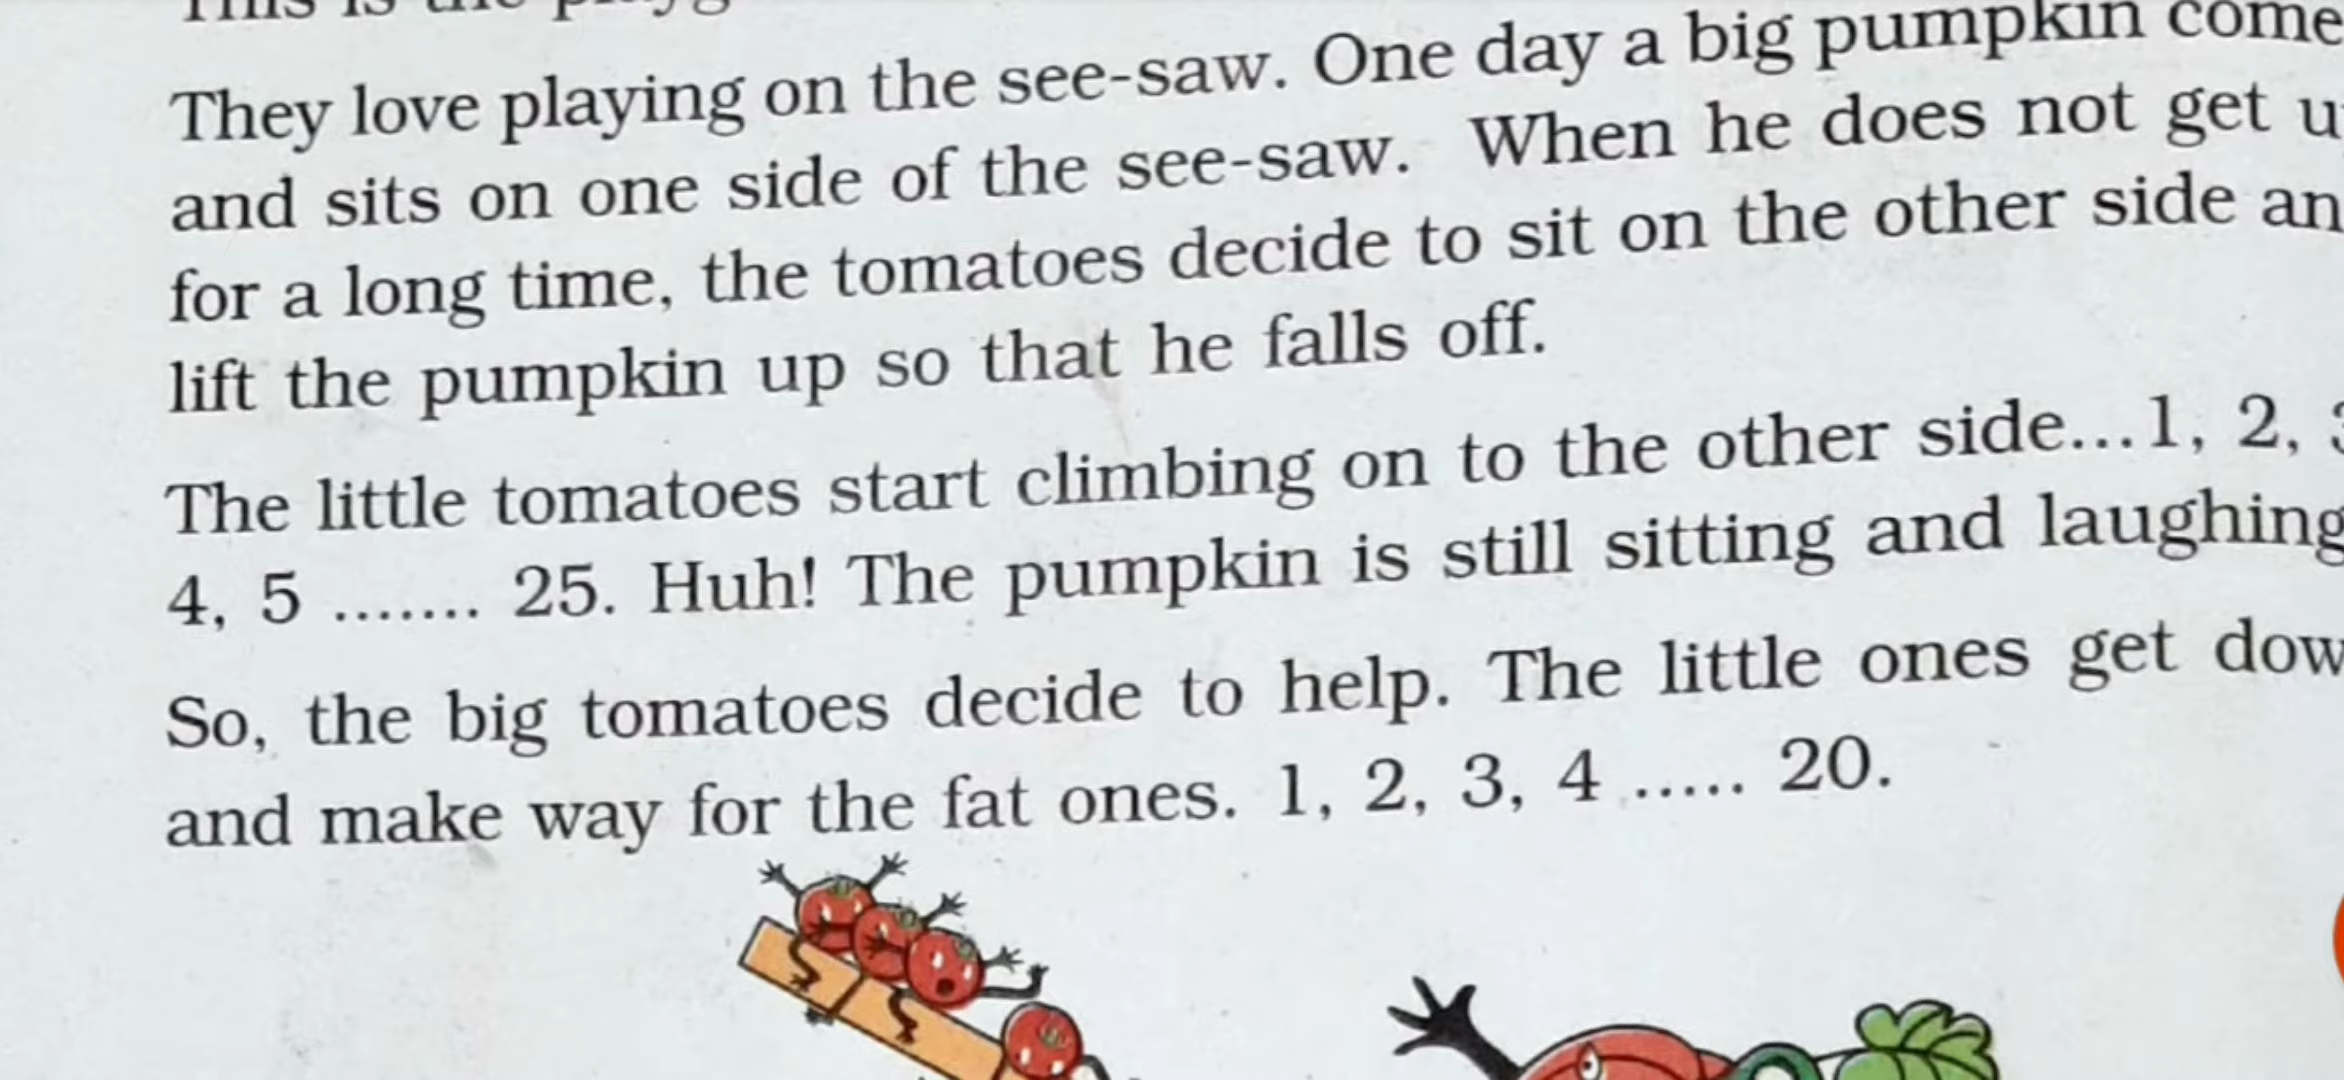 This is the
They love playing on the see-saw. One day a big pumpkin come
and sits on one side of the see-saw. When he does not get u
for a long time, the tomatoes decide to sit on the other side an
lift the pumpkin up so that he falls off.
The little tomatoes start climbing on to the other side...1, 2, 3
4, 5 ....... 25. Huh! The pumpkin is still sitting and laughing
So, the big tomatoes decide to help. The little ones get dow
and make way for the fat ones. 1, 2, 3, 4 ..... 20.